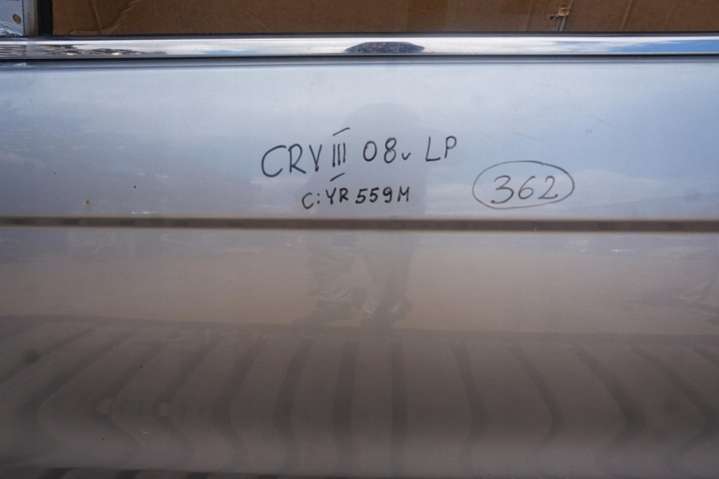 CRV III 08v LP
C: YR559M
362